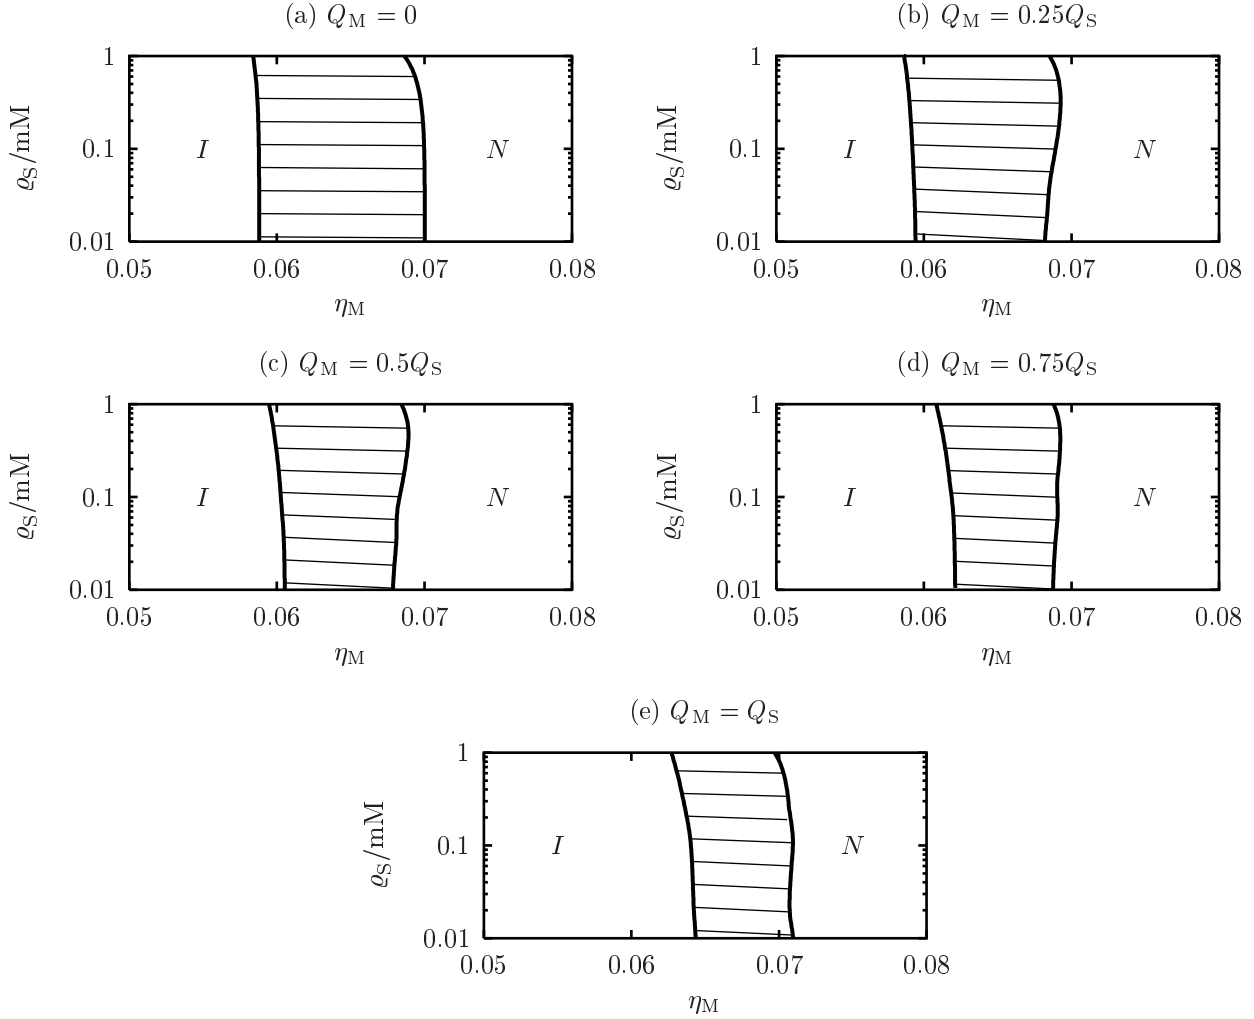 (a) Q_M = 0
ϱ_S/mM
1
0.1
0.01
I
N
0.05 0.06 0.07 0.08
η_M
(b) Q_M = 0.25Q_S
ϱ_S/mM
1
0.1
0.01
I
N
0.05 0.06 0.07 0.08
η_M
(c) Q_M = 0.5Q_S
ϱ_S/mM
1
0.1
0.01
I
N
0.05 0.06 0.07 0.08
η_M
(d) Q_M = 0.75Q_S
ϱ_S/mM
1
0.1
0.01
I
N
0.05 0.06 0.07 0.08
η_M
(e) Q_M = Q_S
ϱ_S/mM
1
0.1
0.01
I
N
0.05 0.06 0.07 0.08
η_M